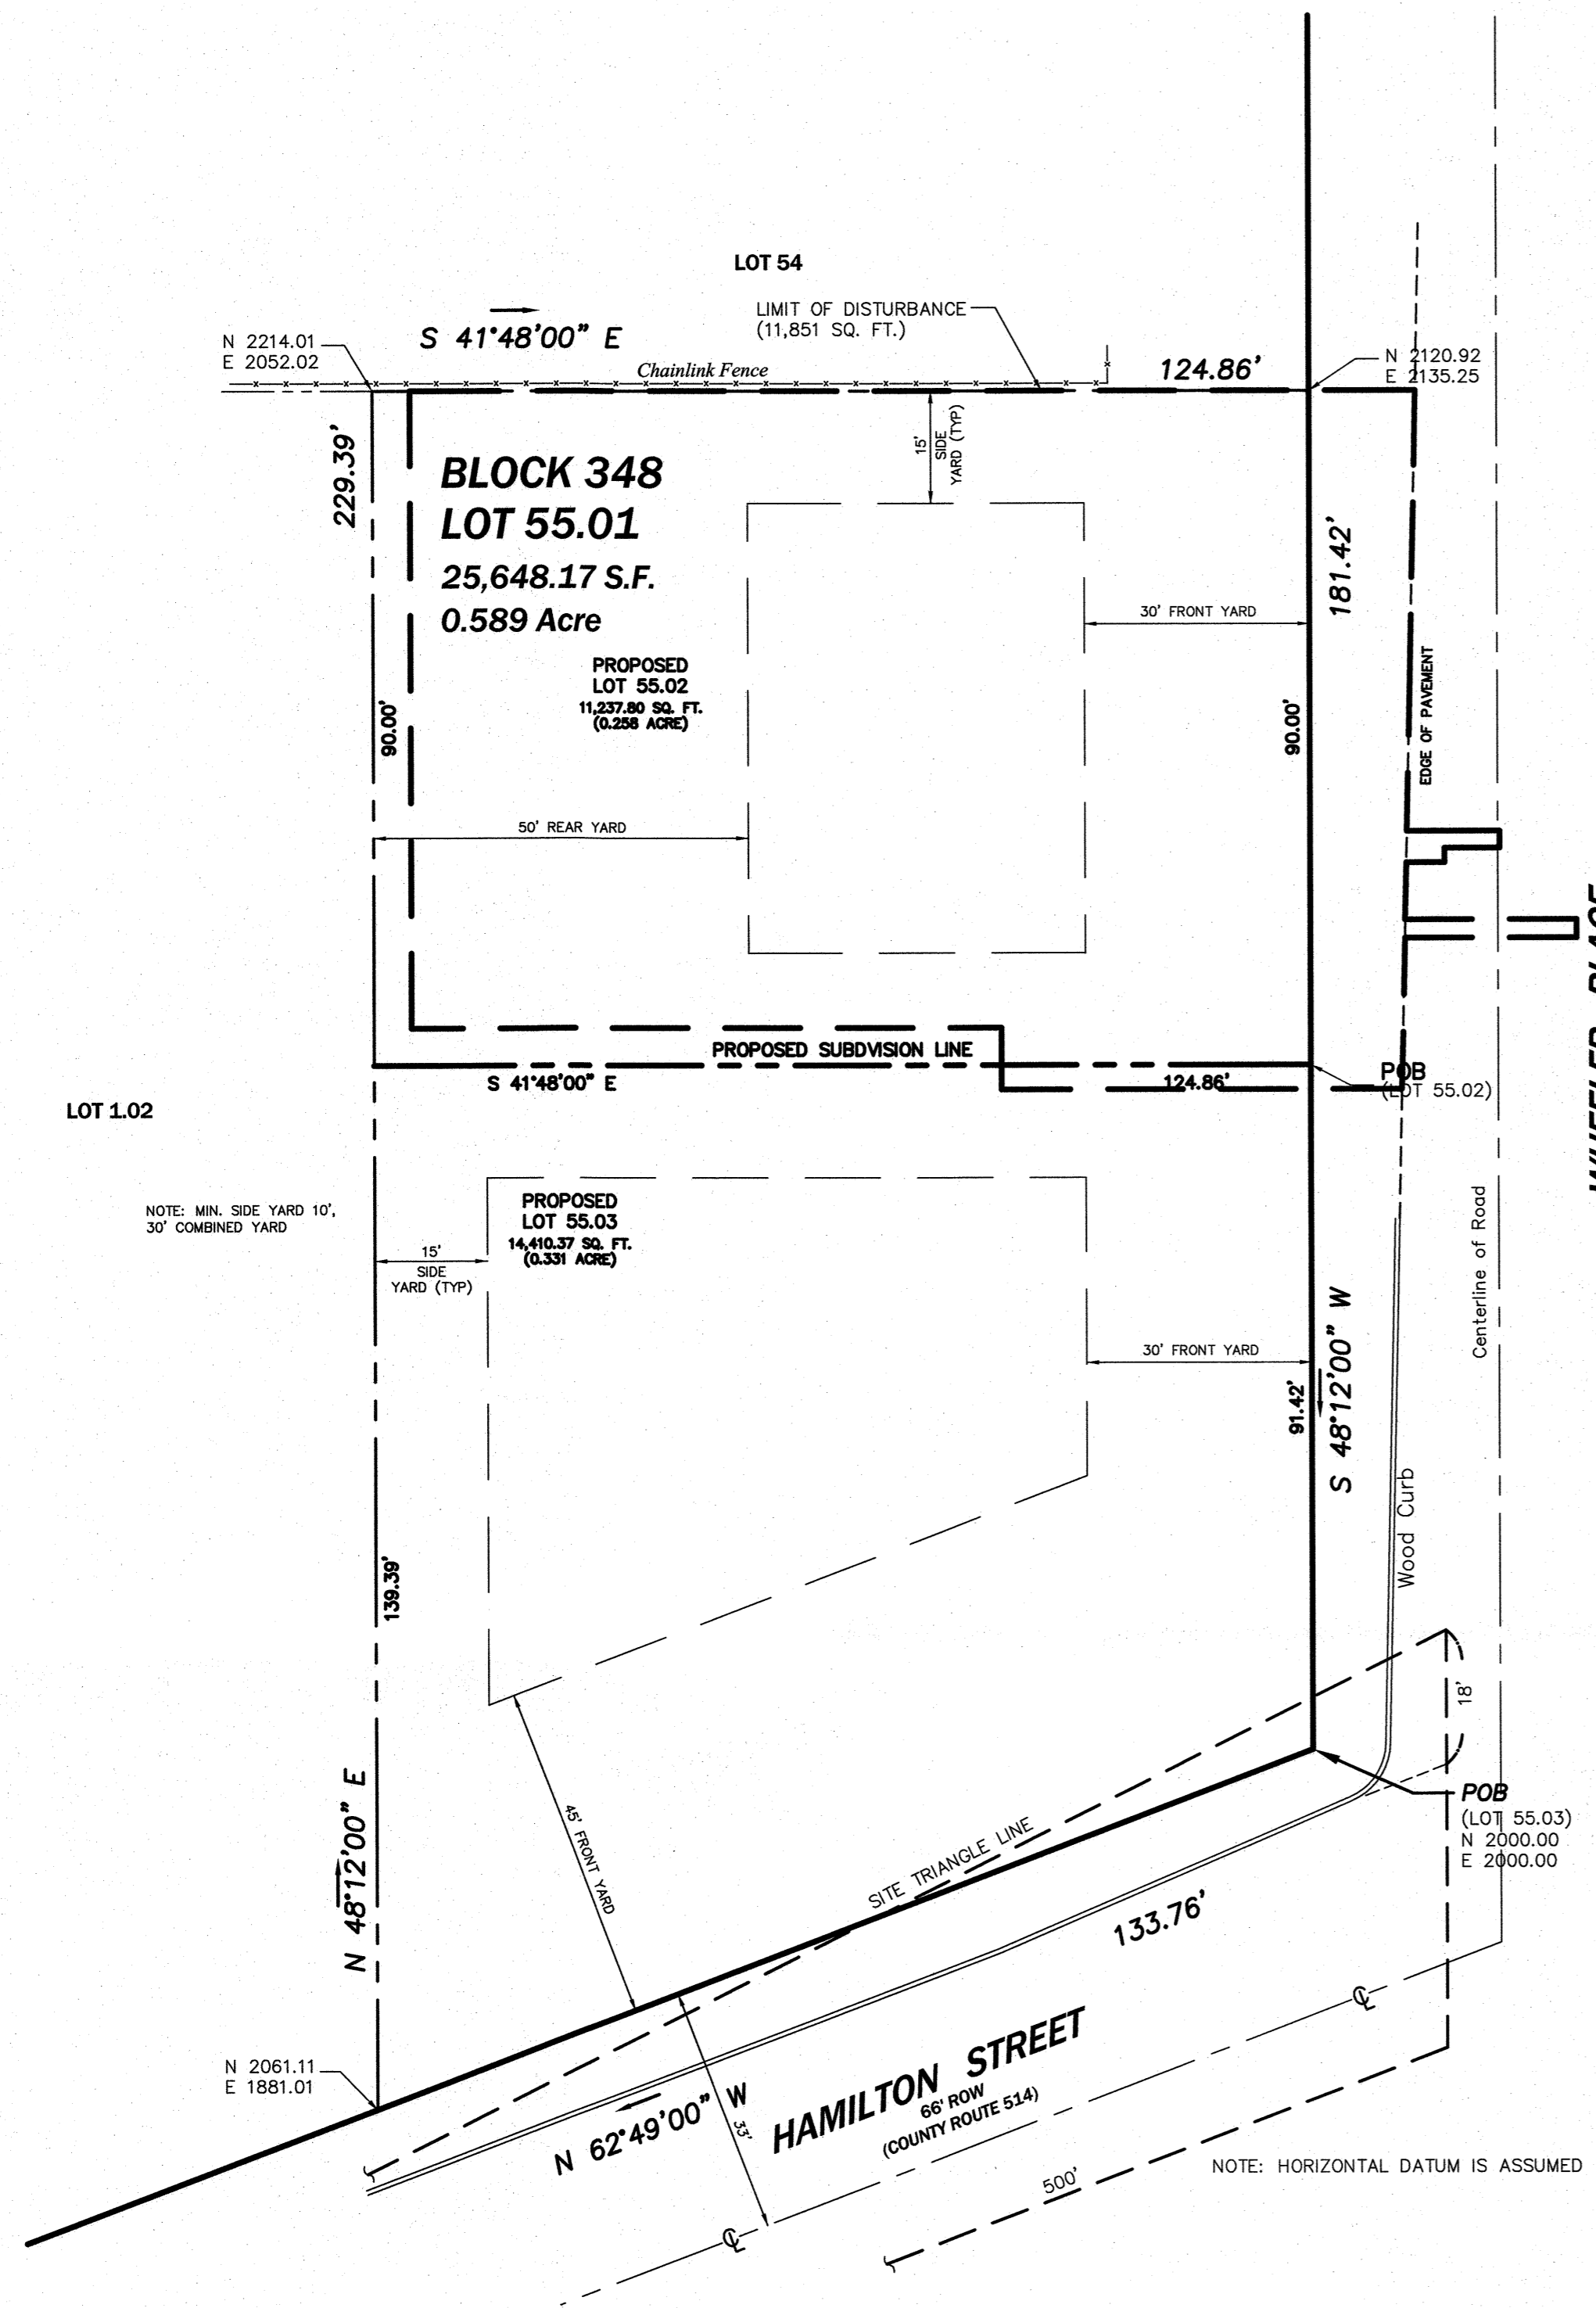 LOT 54
LIMIT OF DISTURBANCE
(11,851 SQ. FT.)
N 2214.01
E 2052.02
S 41°48'00" E
Chainlink Fence
124.86'
N 2120.92
E 2135.25
229.39'
15'
SIDE
YARD (TYP)
BLOCK 348
LOT 55.01
25,648.17 S.F.
0.589 Acre
181.42'
30' FRONT YARD
PROPOSED
LOT 55.02
11,237.80 SQ. FT.
(0.258 ACRE)
90.00'
90.00'
EDGE OF PAVEMENT
50' REAR YARD
PROPOSED SUBDVISION LINE
S 41°48'00" E
124.86'
POB
(LOT 55.02)
LOT 1.02
NOTE: MIN. SIDE YARD 10',
30' COMBINED YARD
PROPOSED
LOT 55.03
14,410.37 SQ. FT.
(0.331 ACRE)
15'
SIDE
YARD (TYP)
Centerline of Road
30' FRONT YARD
S 48°12'00" W
91.42'
Wood Curb
139.39'
18'
N 48°12'00" E
45' FRONT YARD
POB
(LOT 55.03)
N 2000.00
E 2000.00
SITE TRIANGLE LINE
133.76'
N 2061.11
E 1881.01
N 62°49'00" W
33'
HAMILTON STREET
66' ROW
(COUNTY ROUTE 514)
500'
NOTE: HORIZONTAL DATUM IS ASSUMED